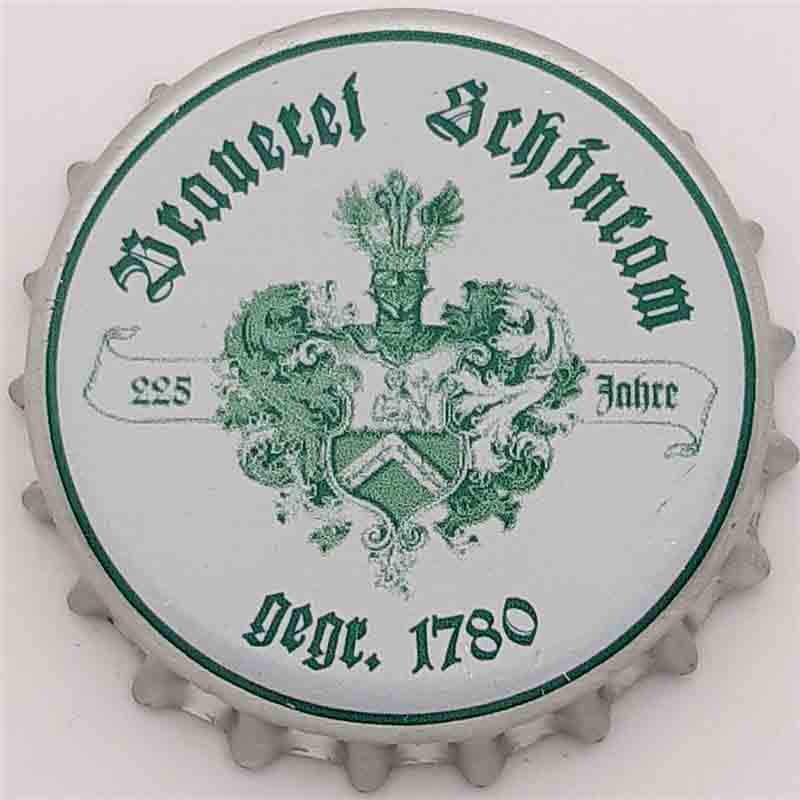 Brauerei Schönram
225 Jahre
gegr. 1780